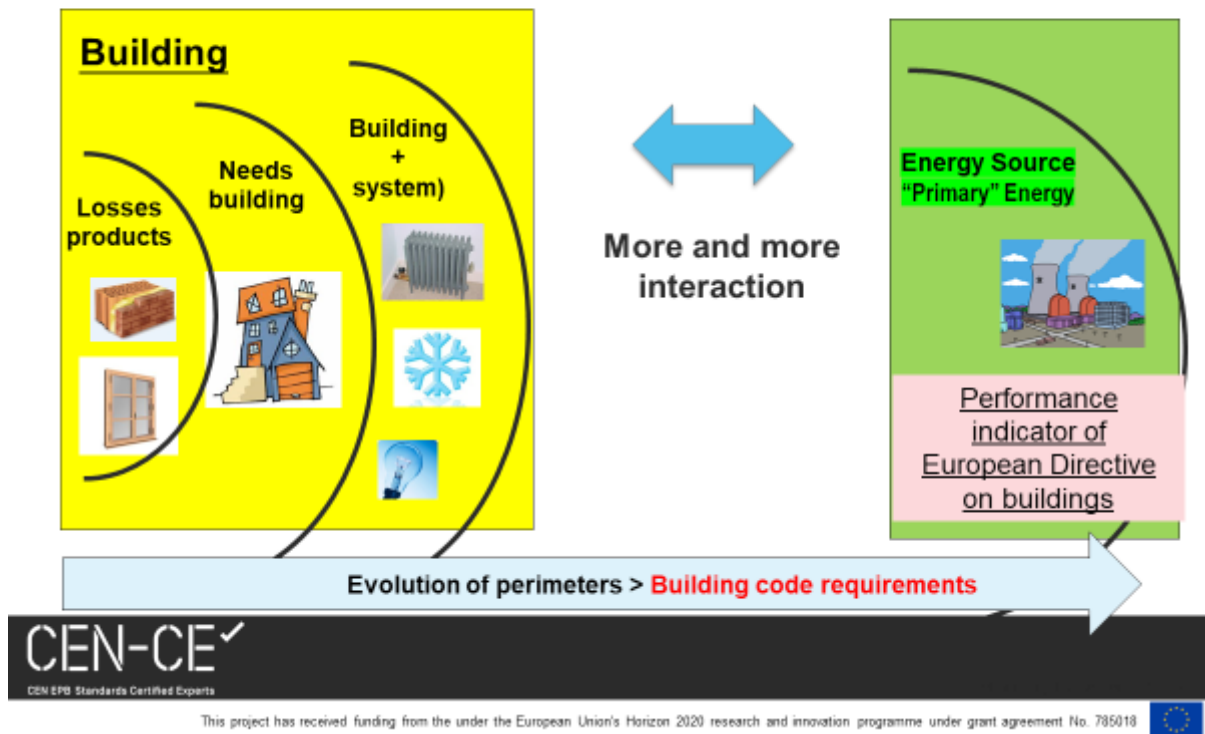 Building
Losses
products
Needs
building
Building
+
system)
More and more
interaction
Energy Source
“Primary” Energy
Performance
indicator of
European Directive
on buildings
Evolution of perimeters > Building code requirements
CEN-CE
CEN EPB Standards Certified Experts
This project has received funding from the under the European Union's Horizon 2020 research and innovation programme under grant agreement No. 785018